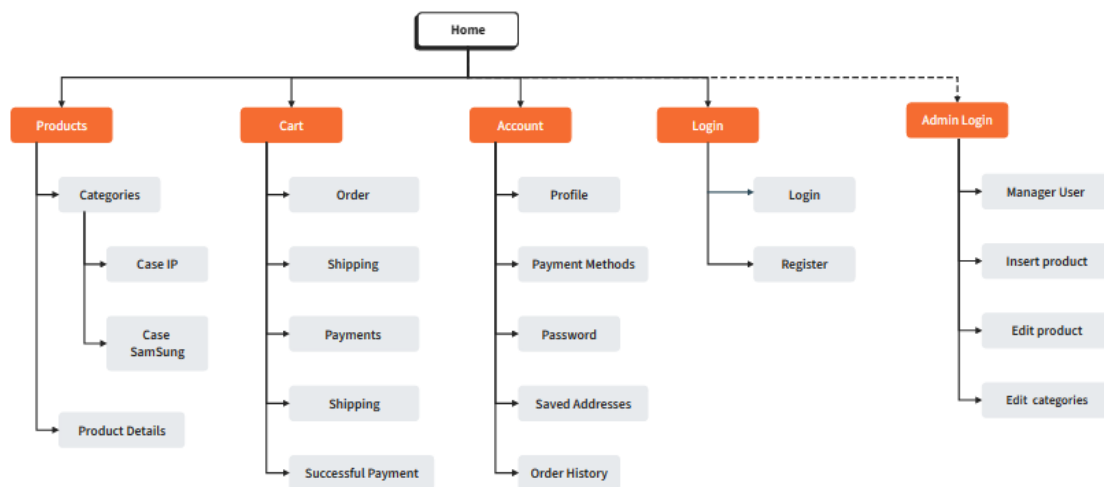 Home
Products
Cart
Account
Login
Admin Login
Categories
Case IP
Case
SamSung
Product Details
Order
Shipping
Payments
Shipping
Successful Payment
Profile
Payment Methods
Password
Saved Addresses
Order History
Login
Register
Manager User
Insert product
Edit product
Edit categories